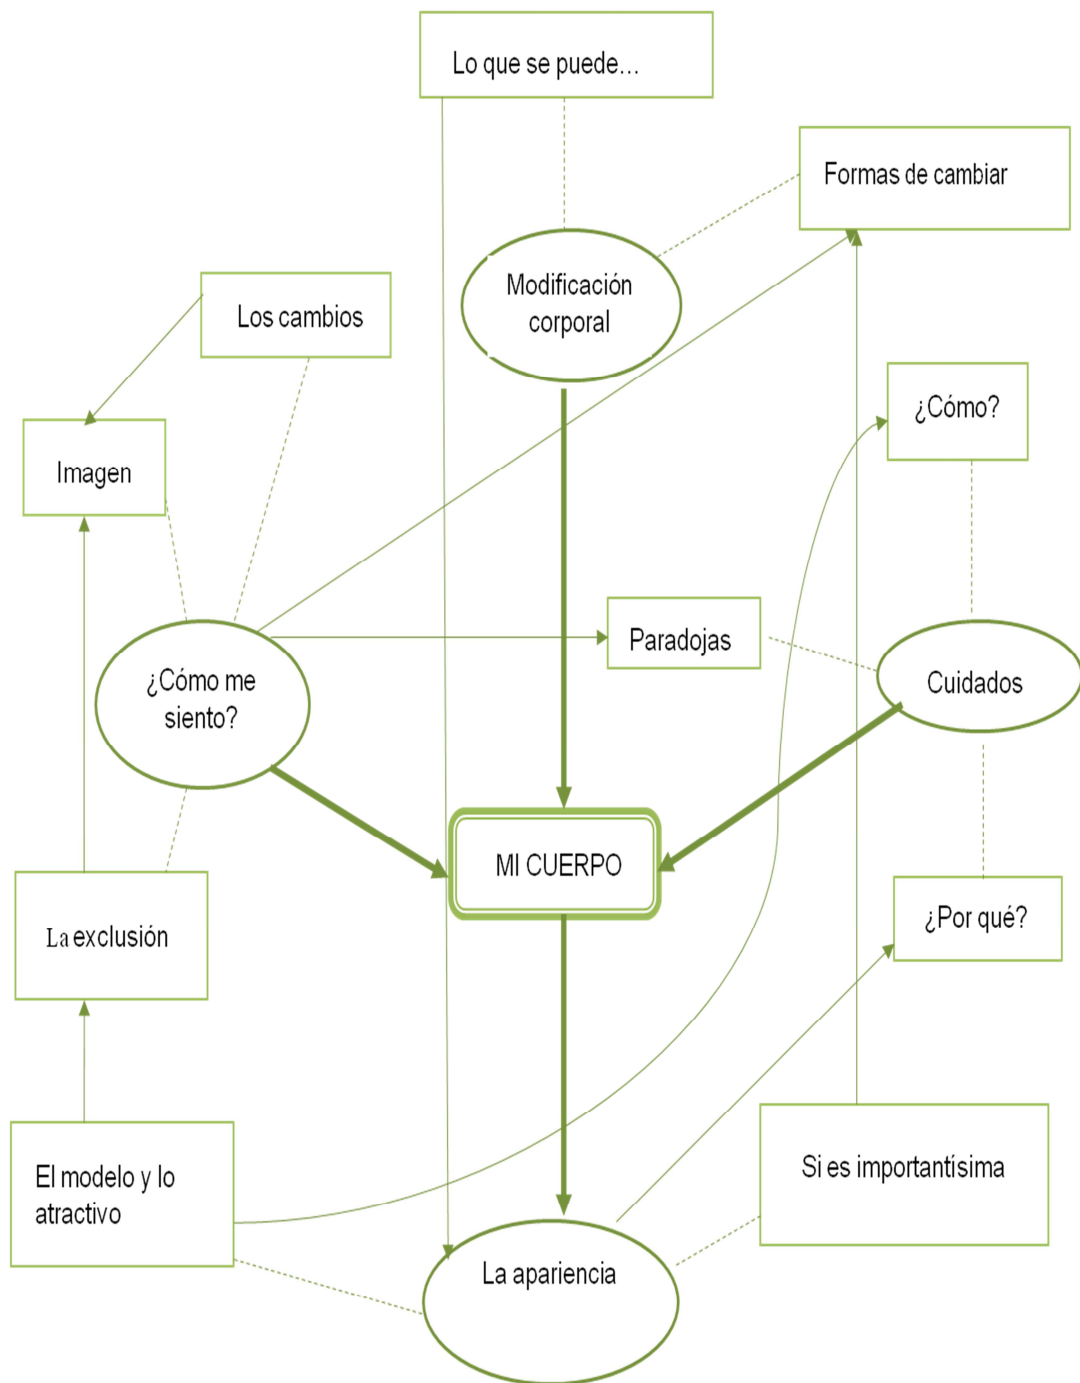 Lo que se puede...
Formas de cambiar
Modificación
corporal
Los cambios
¿Cómo?
Imagen
Paradojas
¿Cómo me
siento?
Cuidados
MI CUERPO
¿Por qué?
La exclusión
El modelo y lo
atractivo
Si es importantísima
La apariencia